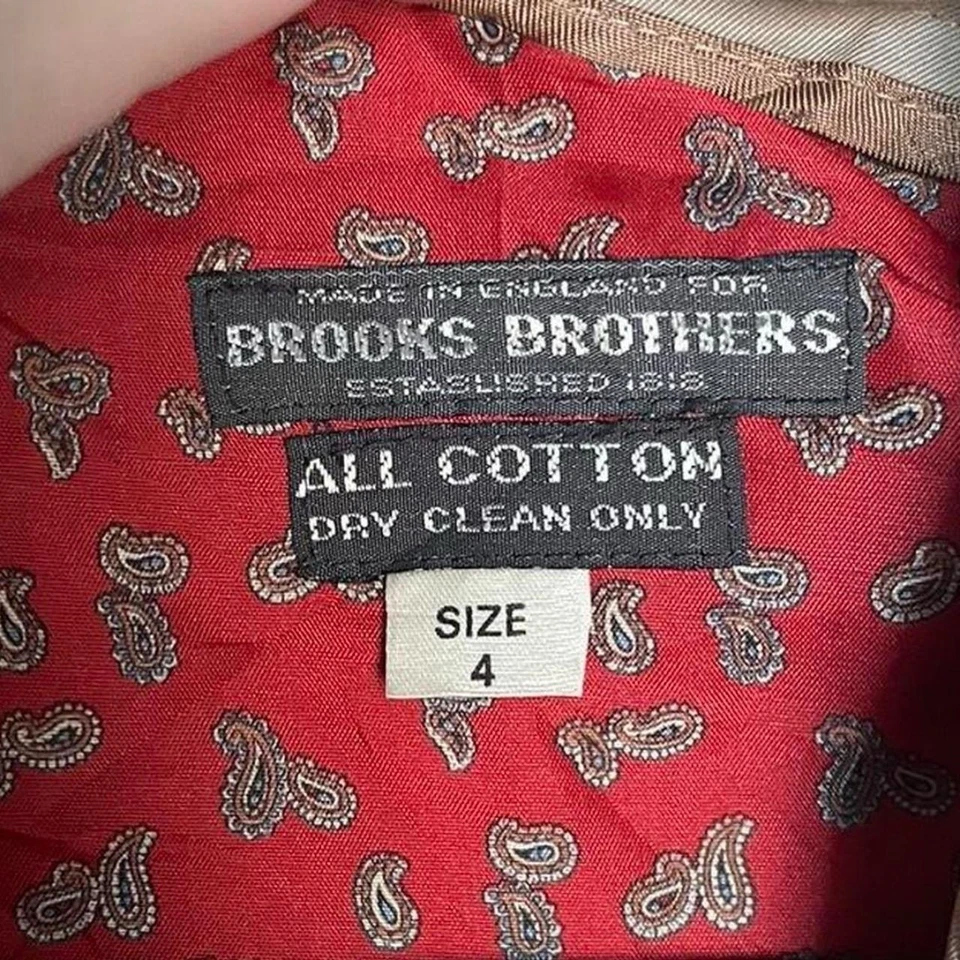 MADE IN ENGLAND FOR
BROOKS BROTHERS
ESTABLISHED 1818
ALL COTTON
DRY CLEAN ONLY
SIZE
4